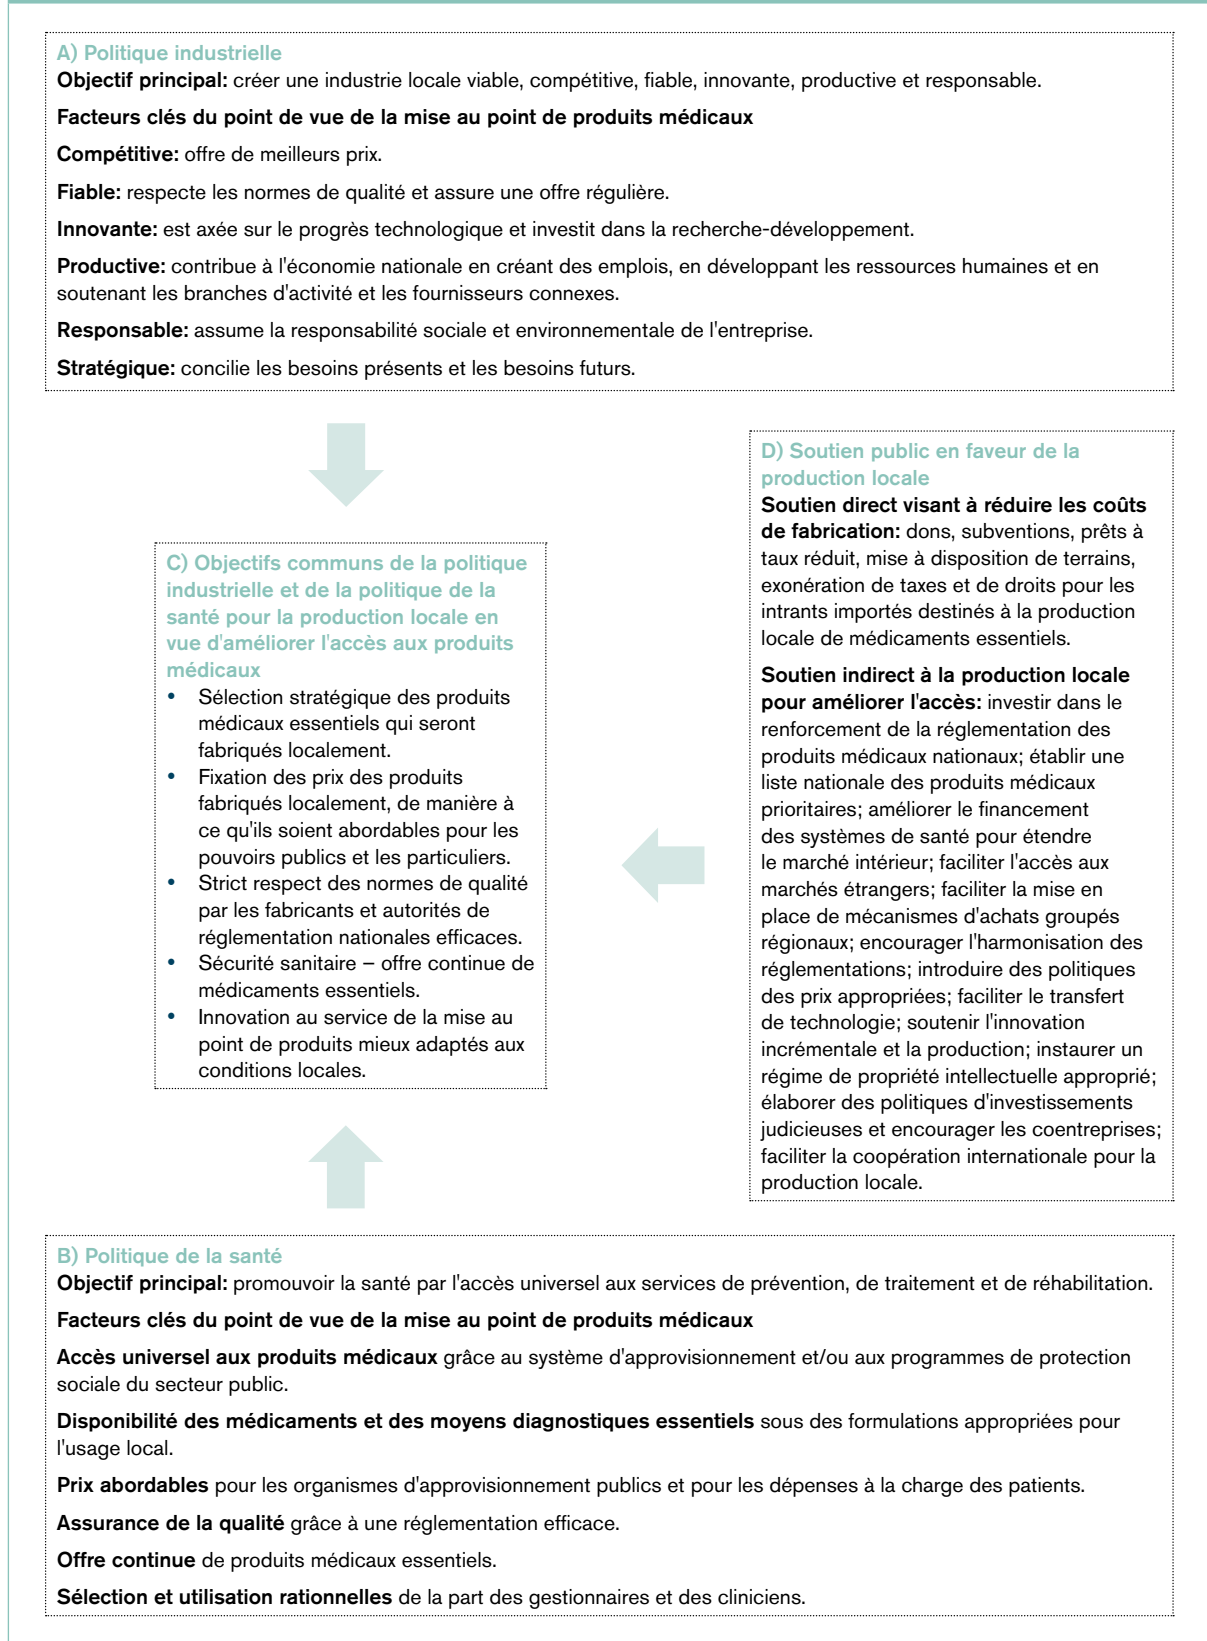 A) Politique industrielle
Objectif principal: créer une industrie locale viable, compétitive, fiable, innovante, productive et responsable.
Facteurs clés du point de vue de la mise au point de produits médicaux
Compétitive: offre de meilleurs prix.
Fiable: respecte les normes de qualité et assure une offre régulière.
Innovante: est axée sur le progrès technologique et investit dans la recherche-développement.
Productive: contribue à l'économie nationale en créant des emplois, en développant les ressources humaines et en
soutenant les branches d'activité et les fournisseurs connexes.
Responsable: assume la responsabilité sociale et environnementale de l'entreprise.
Stratégique: concilie les besoins présents et les besoins futurs.
C) Objectifs communs de la politique
industrielle et de la politique de la
santé pour la production locale en
vue d'améliorer l'accès aux produits
médicaux
• Sélection stratégique des produits
médicaux essentiels qui seront
fabriqués localement.
• Fixation des prix des produits
fabriqués localement, de manière à
ce qu'ils soient abordables pour les
pouvoirs publics et les particuliers.
• Strict respect des normes de qualité
par les fabricants et autorités de
réglementation nationales efficaces.
• Sécurité sanitaire – offre continue de
médicaments essentiels.
• Innovation au service de la mise au
point de produits mieux adaptés aux
conditions locales.
D) Soutien public en faveur de la
production locale
Soutien direct visant à réduire les coûts
de fabrication: dons, subventions, prêts à
taux réduit, mise à disposition de terrains,
exonération de taxes et de droits pour les
intrants importés destinés à la production
locale de médicaments essentiels.
Soutien indirect à la production locale
pour améliorer l'accès: investir dans le
renforcement de la réglementation des
produits médicaux nationaux; établir une
liste nationale des produits médicaux
prioritaires; améliorer le financement
des systèmes de santé pour étendre
le marché intérieur; faciliter l'accès aux
marchés étrangers; faciliter la mise en
place de mécanismes d'achats groupés
régionaux; encourager l'harmonisation des
réglementations; introduire des politiques
des prix appropriées; faciliter le transfert
de technologie; soutenir l'innovation
incrémentale et la production; instaurer un
régime de propriété intellectuelle approprié;
élaborer des politiques d'investissements
judicieuses et encourager les coentreprises;
faciliter la coopération internationale pour la
production locale.
B) Politique de la santé
Objectif principal: promouvoir la santé par l'accès universel aux services de prévention, de traitement et de réhabilitation.
Facteurs clés du point de vue de la mise au point de produits médicaux
Accès universel aux produits médicaux grâce au système d'approvisionnement et/ou aux programmes de protection
sociale du secteur public.
Disponibilité des médicaments et des moyens diagnostiques essentiels sous des formulations appropriées pour
l'usage local.
Prix abordables pour les organismes d'approvisionnement publics et pour les dépenses à la charge des patients.
Assurance de la qualité grâce à une réglementation efficace.
Offre continue de produits médicaux essentiels.
Sélection et utilisation rationnelles de la part des gestionnaires et des cliniciens.